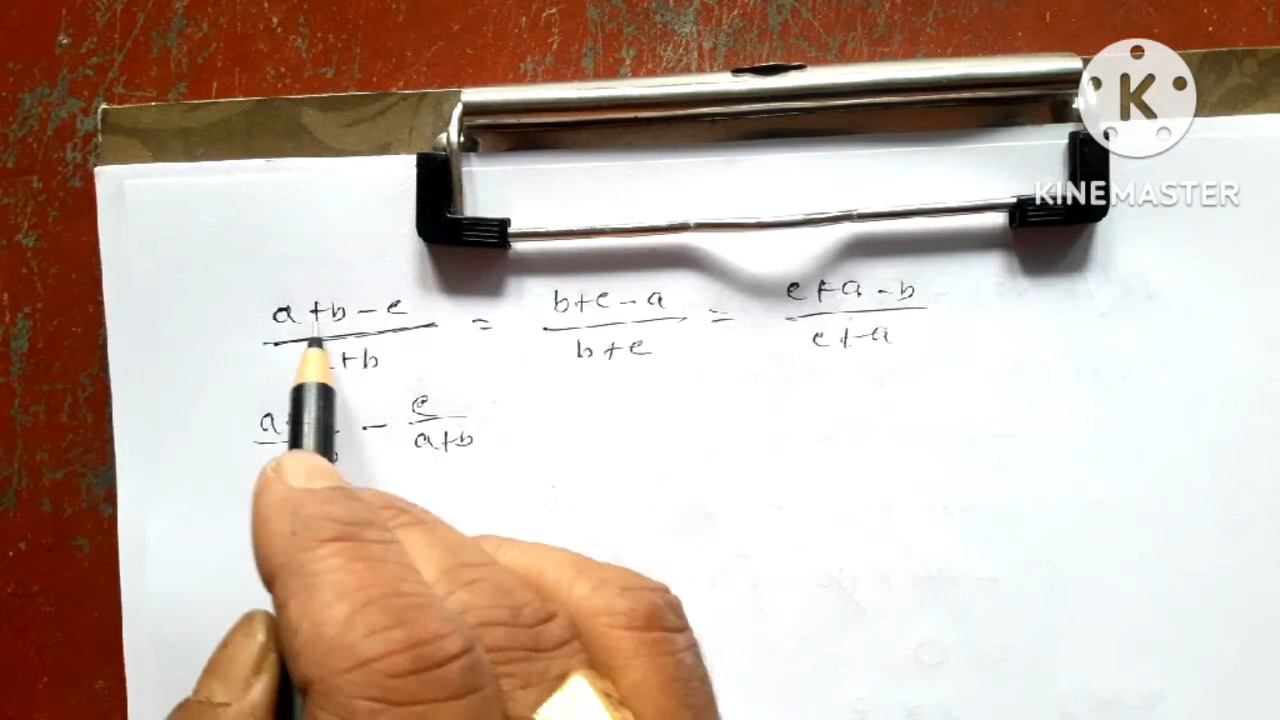 K
KINEMASTER
a+b-c / +b = b+c-a / b+c = c+a-b / c+a
a - c / a+b